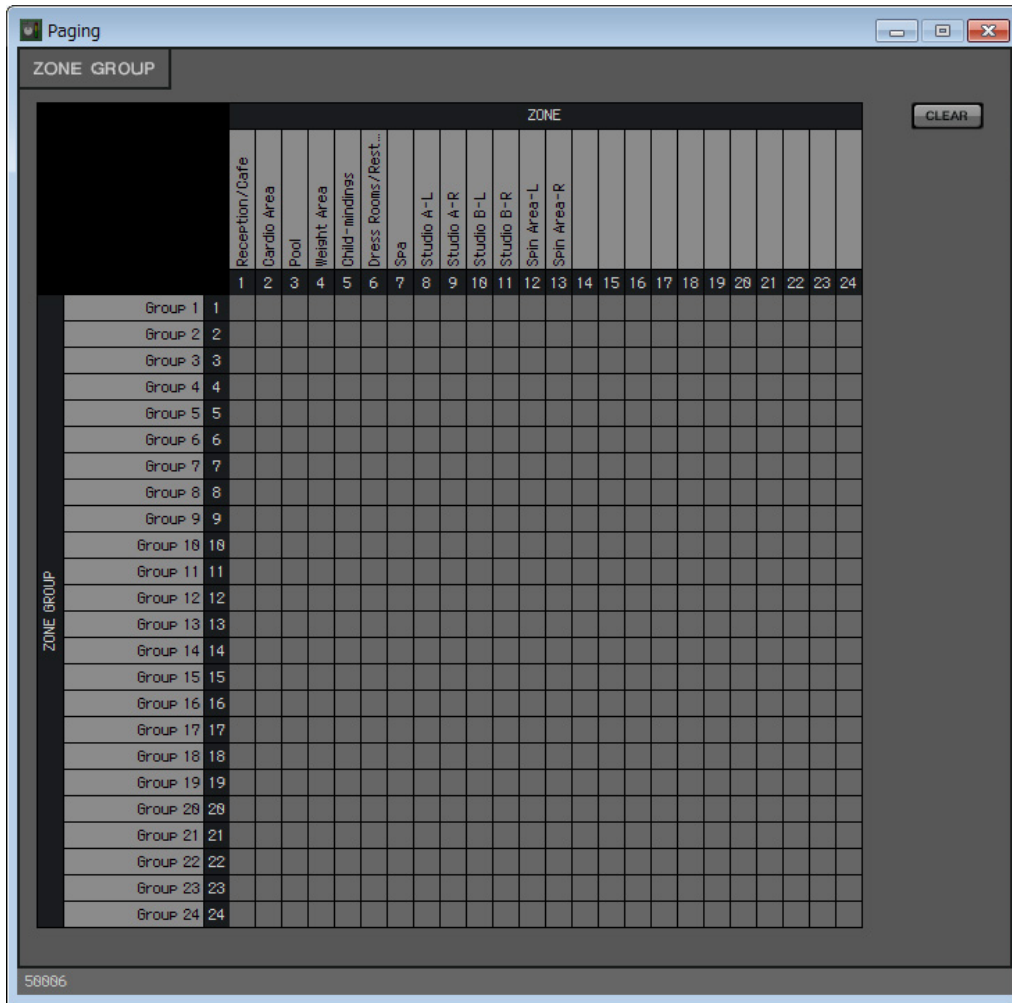 Paging
ZONE GROUP
CLEAR
ZONE
Reception/Cafe
Cardio Area
Pool
Weight Area
Child-mindings
Dress Rooms/Rest...
Spa
Studio A-L
Studio A-R
Studio B-L
Studio B-R
Spin Area-L
Spin Area-R
1 2 3 4 5 6 7 8 9 10 11 12 13 14 15 16 17 18 19 20 21 22 23 24
ZONE GROUP
Group 1 1
Group 2 2
Group 3 3
Group 4 4
Group 5 5
Group 6 6
Group 7 7
Group 8 8
Group 9 9
Group 10 10
Group 11 11
Group 12 12
Group 13 13
Group 14 14
Group 15 15
Group 16 16
Group 17 17
Group 18 18
Group 19 19
Group 20 20
Group 21 21
Group 22 22
Group 23 23
Group 24 24
50006